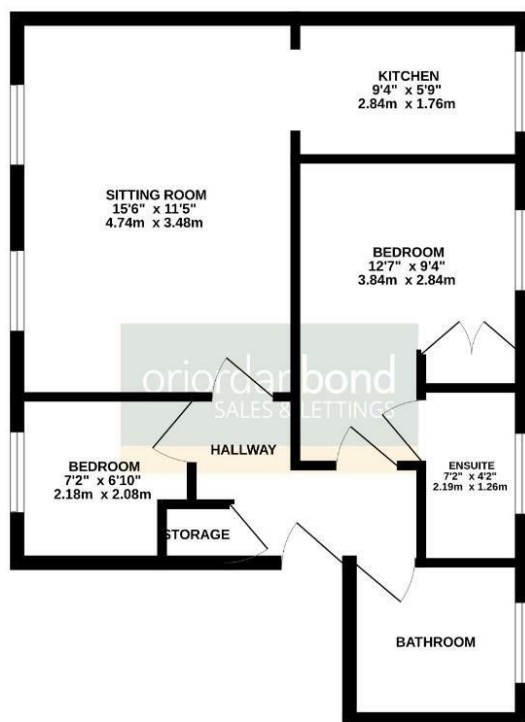 KITCHEN
9'4" x 5'9"
2.84m x 1.76m
SITTING ROOM
15'6" x 11'5"
4.74m x 3.48m
BEDROOM
12'7" x 9'4"
3.84m x 2.84m
oriordan bond
SALES & LETTINGS
HALLWAY
BEDROOM
7'2" x 6'10"
2.18m x 2.08m
ENSUITE
7'2" x 4'2"
2.19m x 1.26m
STORAGE
BATHROOM